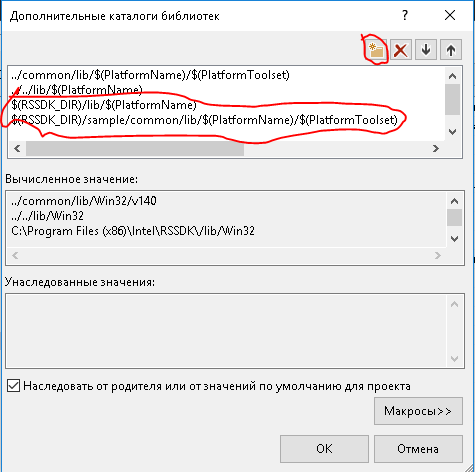 Дополнительные каталоги библиотек
../common/lib/$(PlatformName)/$(PlatformToolset)
../../lib/$(PlatformName)
$(RSSDK_DIR)/lib/$(PlatformName)
$(RSSDK_DIR)/sample/common/lib/$(PlatformName)/$(PlatformToolset)
Вычисленное значение:
../common/lib/Win32/v140
../../lib/Win32
C:\Program Files (x86)\Intel\RSSDK\/lib/Win32
Унаследованные значения:
Наследовать от родителя или от значений по умолчанию для проекта
Макросы>>
OK
Отмена